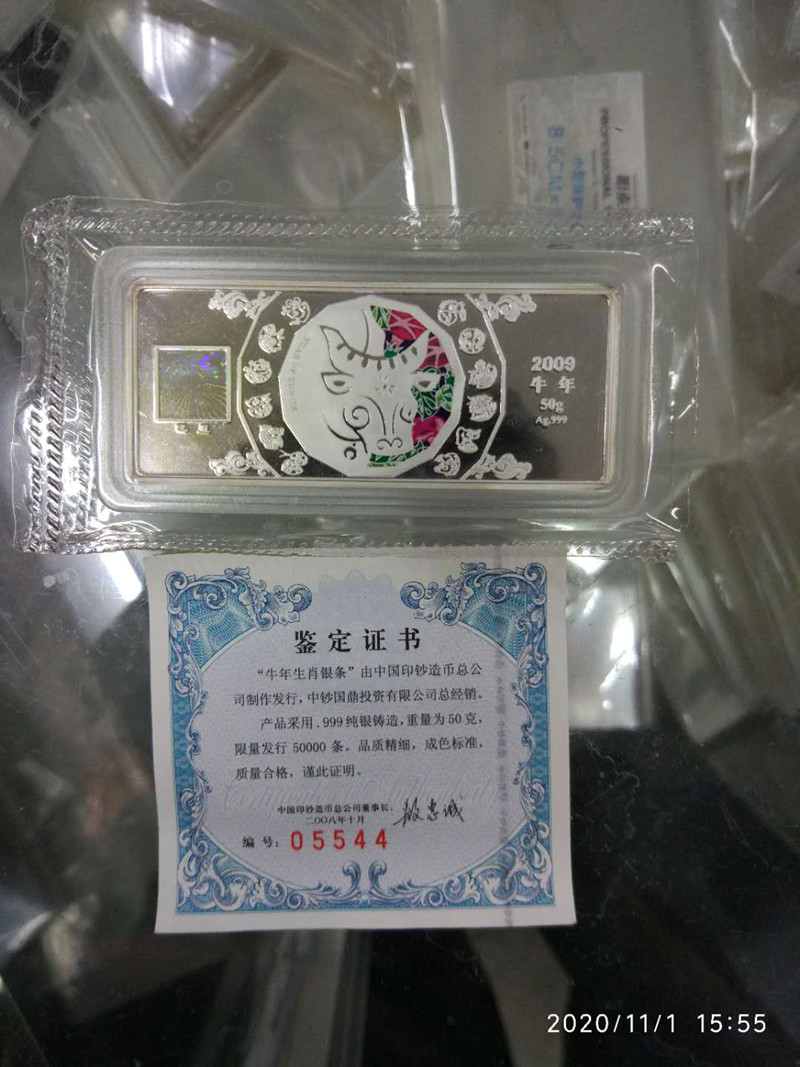 PROFESSIONAL
8.5CM×
2009
牛年
50g
Ag.999
鉴定证书
“牛年生肖银条”由中国印钞造币总公
司制作发行，中钞国鼎投资有限公司总经销。
产品采用.999纯银铸造，重量为50克，
限量发行50000条。品质精细，成色标准，
质量合格，谨此证明。
中国印钞造币总公司董事长：
二〇〇八年十月
编号：05544
2020/11/1 15:55